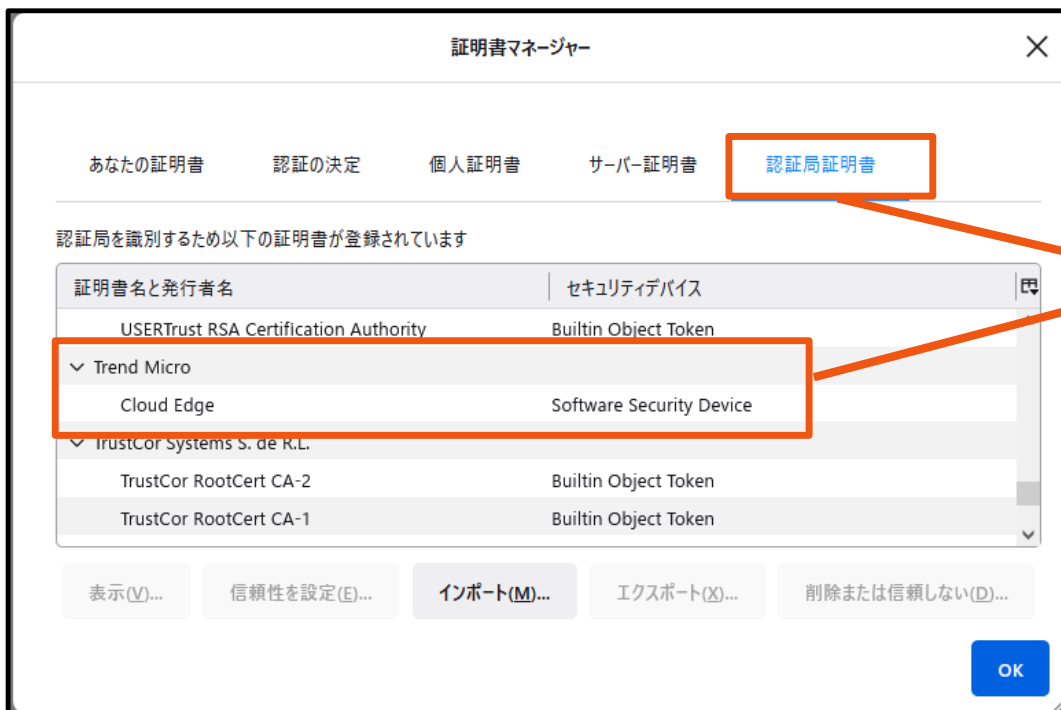 証明書マネージャー
あなたの証明書 認証の決定 個人証明書 サーバー証明書 認証局証明書
認証局を識別するため以下の証明書が登録されています
証明書名と発行者名 セキュリティデバイス
USERTrust RSA Certification Authority Builtin Object Token
Trend Micro
Cloud Edge Software Security Device
TrustCor Systems S. de R.L.
TrustCor RootCert CA-2 Builtin Object Token
TrustCor RootCert CA-1 Builtin Object Token
表示(V)... 信頼性を設定(E)... インポート(M)... エクスポート(X)... 削除または信頼しない(D)...
OK